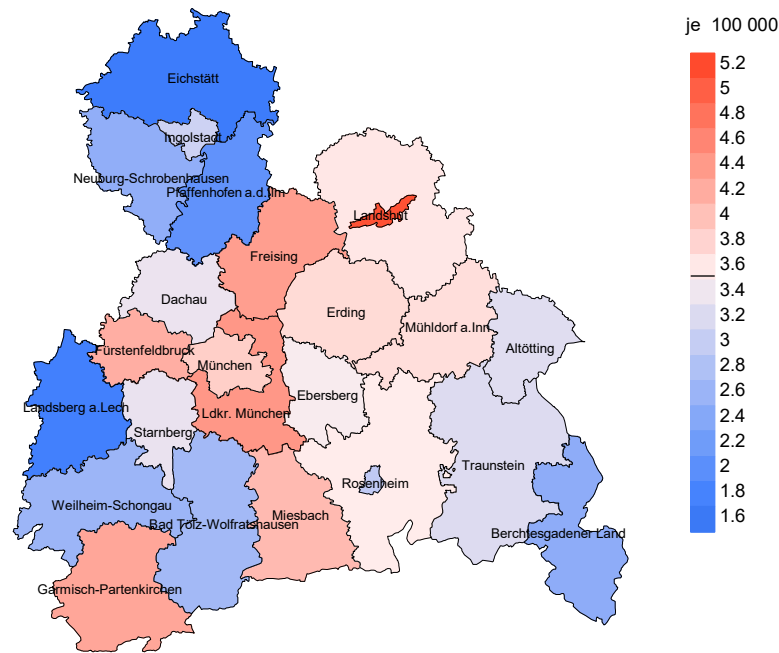 je 100 000
5.2
5
4.8
4.6
4.4
4.2
4
3.8
3.6
3.4
3.2
3
2.8
2.6
2.4
2.2
2
1.8
1.6
Eichstätt
Ingolstadt
Neuburg-Schrobenhausen
Pfaffenhofen a.d.Ilm
Landshut
Freising
Dachau
Erding
Mühldorf a.Inn
Altötting
Fürstenfeldbruck
München
Ebersberg
Landsberg a.Lech
Ldkr. München
Starnberg
Traunstein
Rosenheim
Weilheim-Schongau
Bad Tölz-Wolfratshausen
Miesbach
Berchtesgadener Land
Garmisch-Partenkirchen